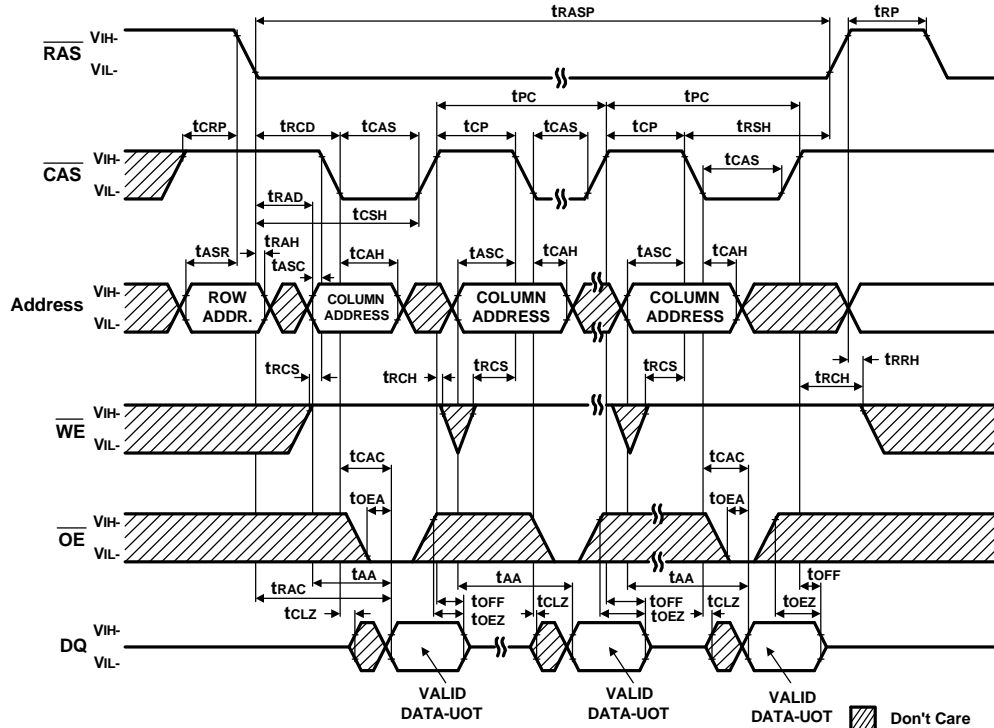 tRASP
tRP
RAS
VIH-
VIL-
tPC
tPC
tCRP
tRCD
tCAS
tCP
tCAS
tCP
tRSH
CAS
VIH-
VIL-
tCAS
tRAD
tCSH
tASR
tRAH
tASC
tCAH
tASC
tCAH
tASC
tCAH
Address
VIH-
VIL-
ROW
ADDR.
COLUMN
ADDRESS
COLUMN
ADDRESS
COLUMN
ADDRESS
tRCS
tRCH
tRCS
tRCS
tRRH
tRCH
WE
VIH-
VIL-
tCAC
tCAC
tOEA
tOEA
OE
VIH-
VIL-
tAA
tAA
tAA
tOFF
tRAC
tOFF
tOFF
tCLZ
tOEZ
tCLZ
tOEZ
tCLZ
tOEZ
DQ
VIH-
VIL-
VALID
DATA-UOT
VALID
DATA-UOT
VALID
DATA-UOT
Don't Care